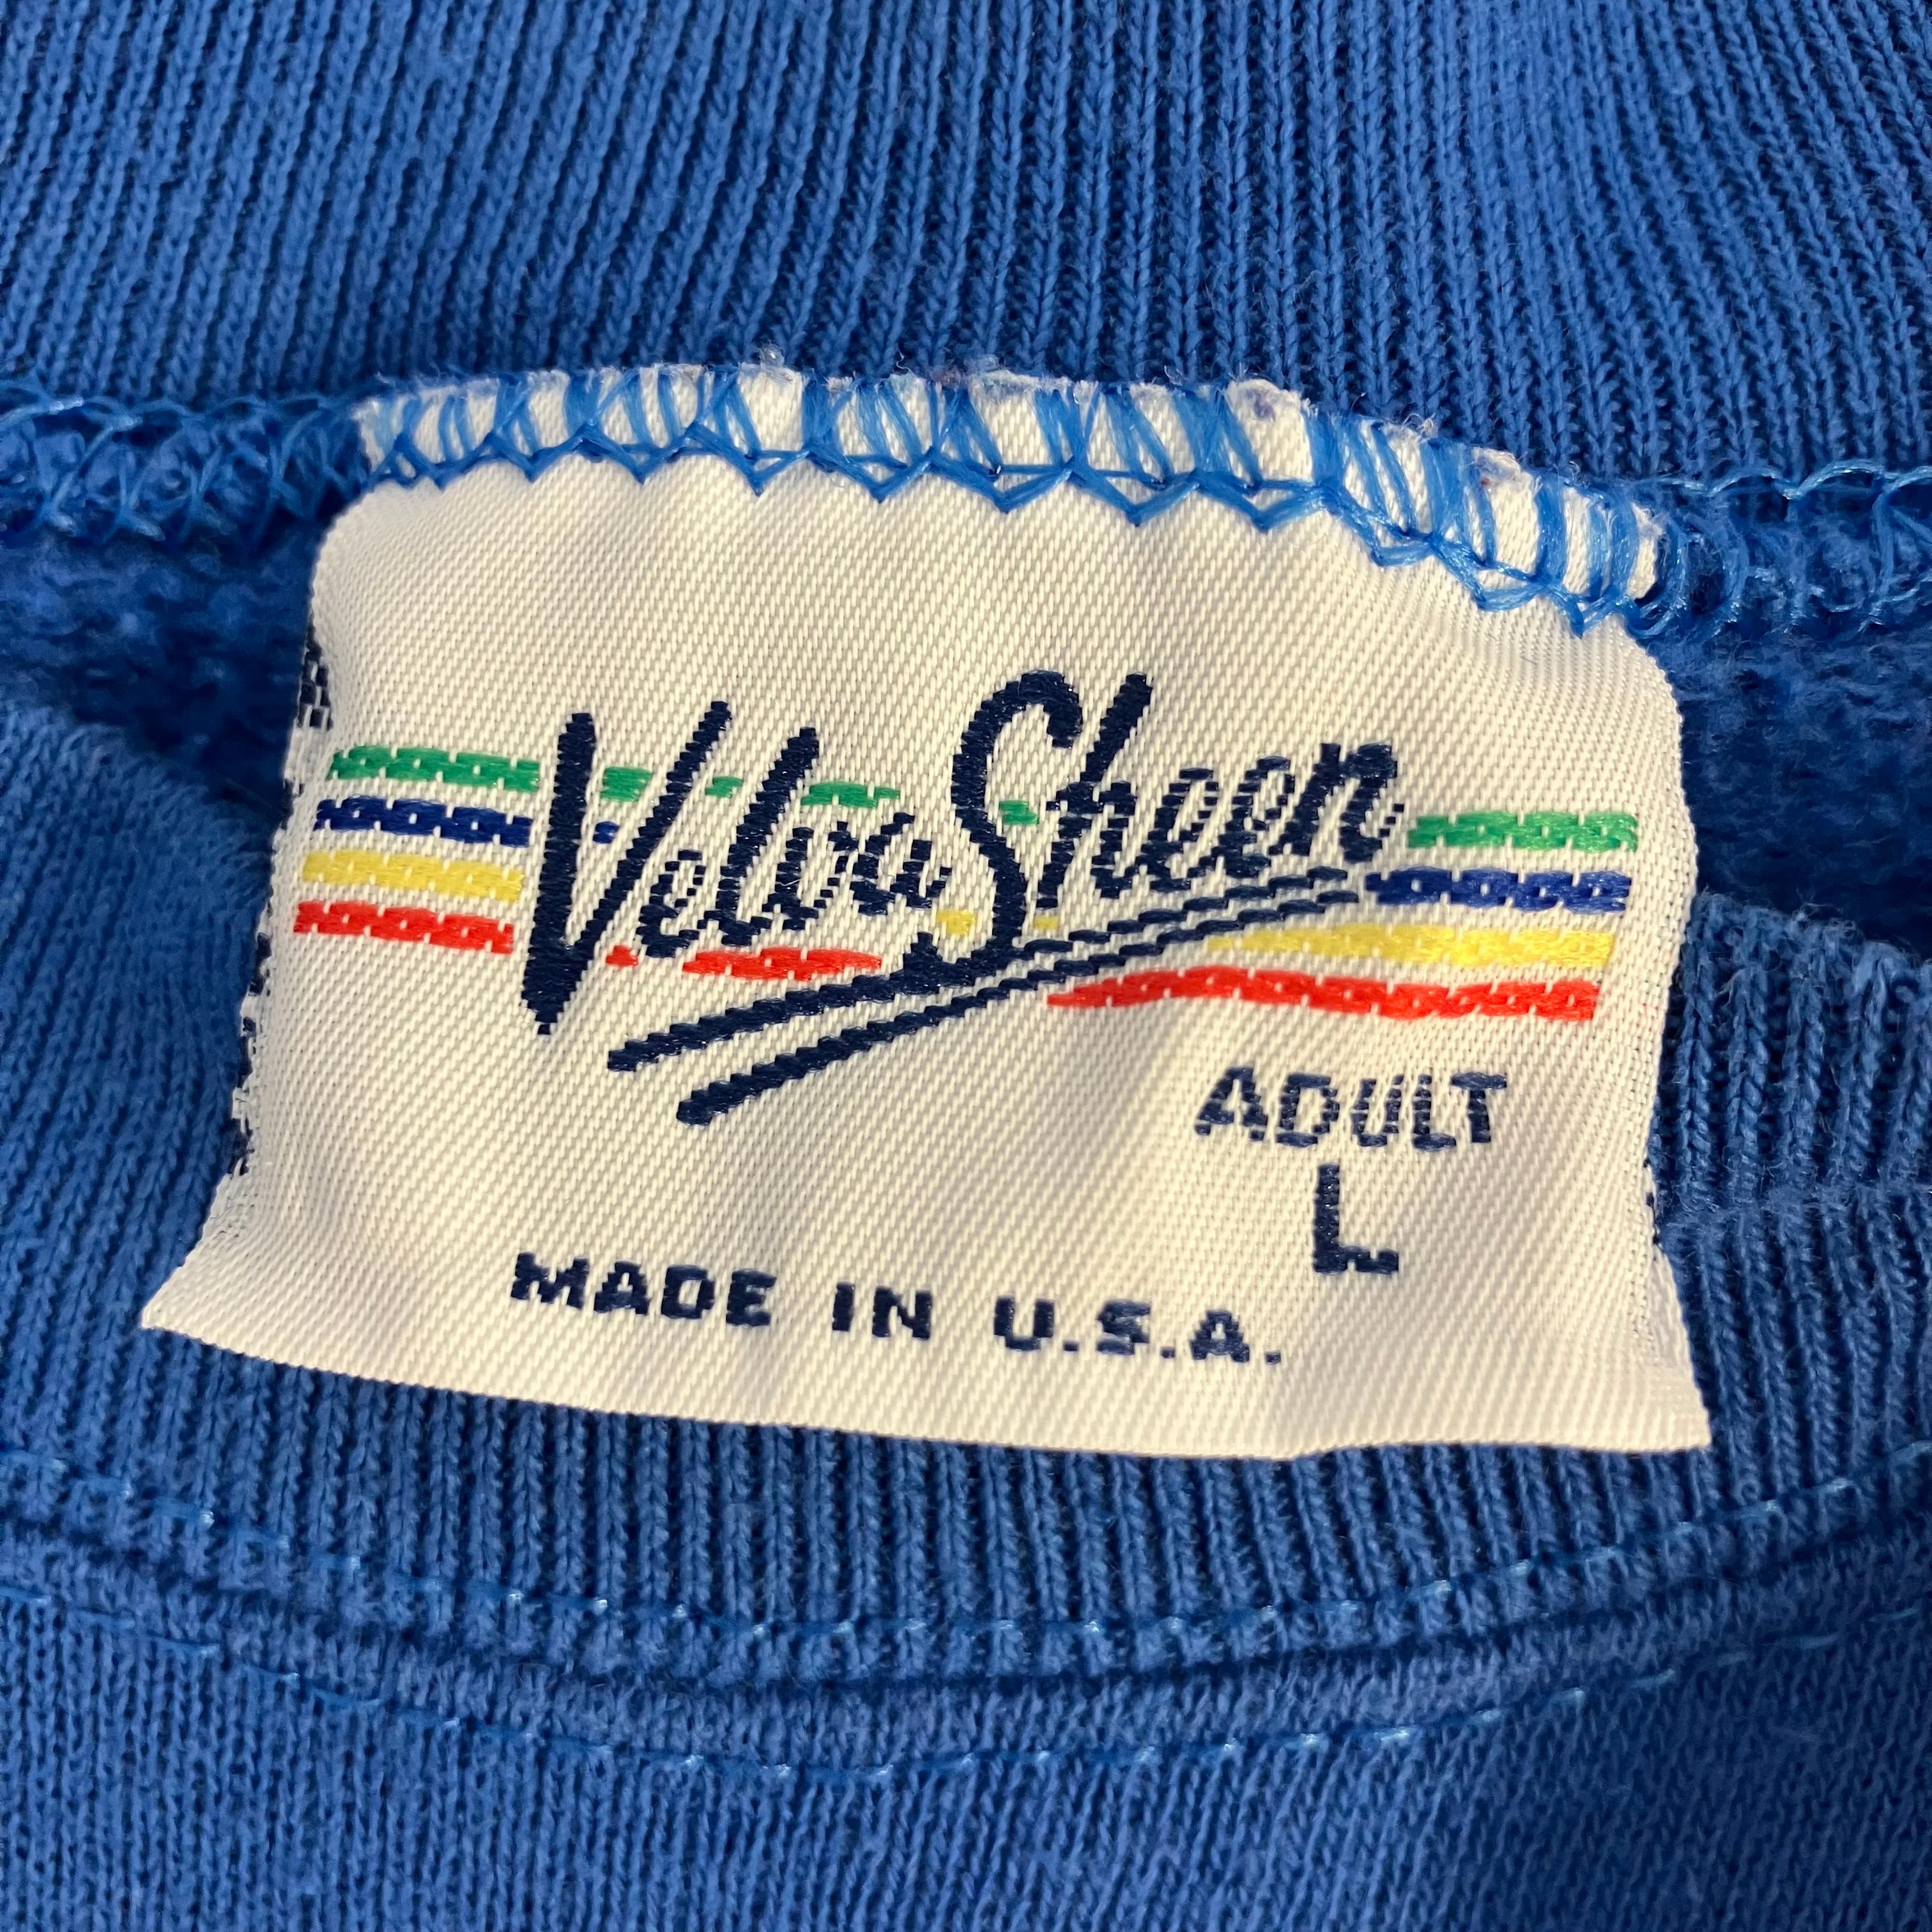 Velva Sheen
ADULT
L
MADE IN U.S.A.